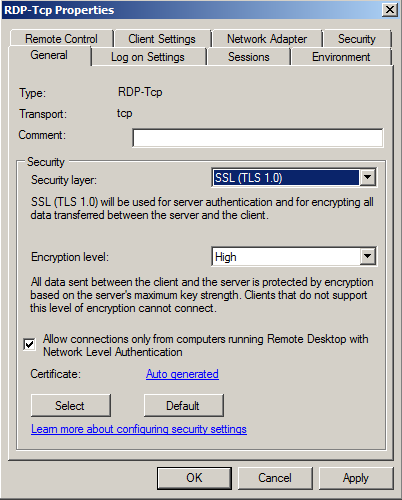 RDP-Tcp Properties
Remote Control Client Settings Network Adapter Security
General Log on Settings Sessions Environment
Type: RDP-Tcp
Transport: tcp
Comment:
Security
Security layer: SSL (TLS 1.0)
SSL (TLS 1.0) will be used for server authentication and for encrypting all
data transferred between the server and the client.
Encryption level: High
All data sent between the client and the server is protected by encryption
based on the server's maximum key strength. Clients that do not support
this level of encryption cannot connect.
Allow connections only from computers running Remote Desktop with
Network Level Authentication
Certificate: Auto generated
Select Default
Learn more about configuring security settings
OK Cancel Apply